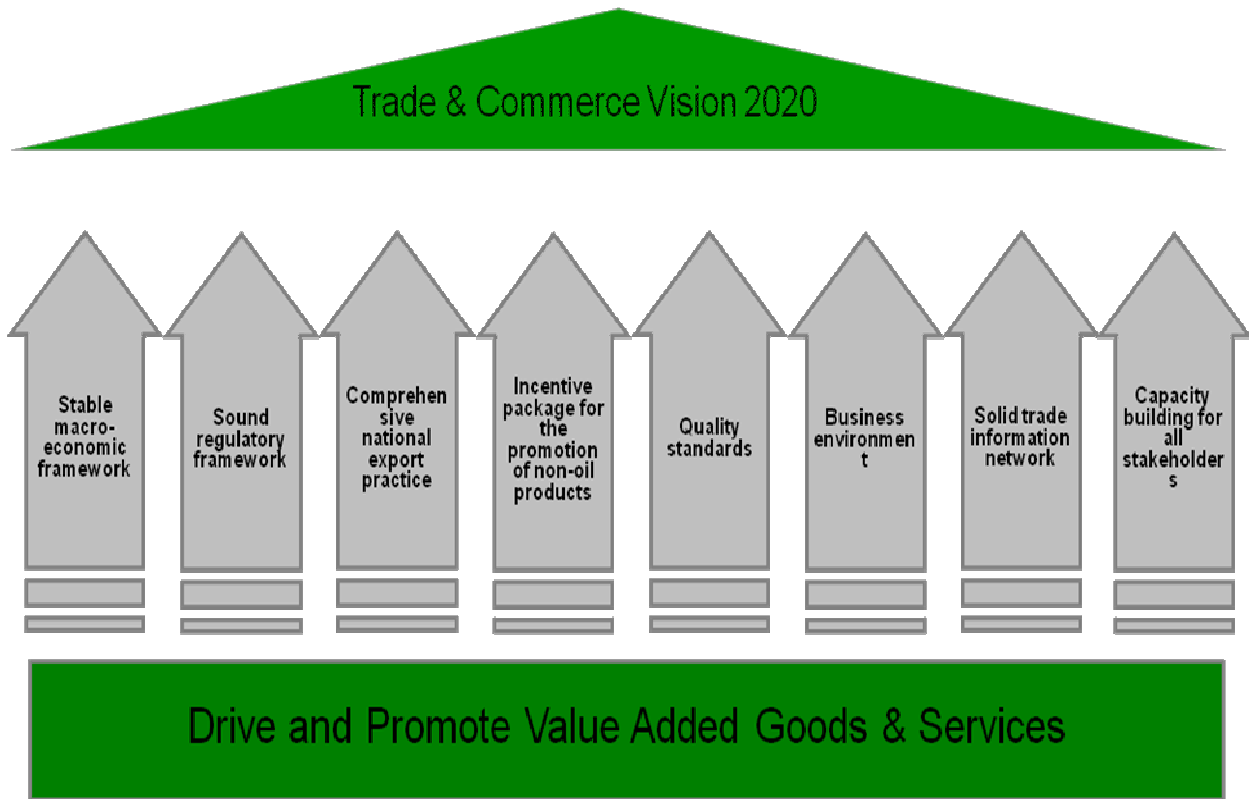 Trade & Commerce Vision 2020
Stable
macro-
economic
framework
Sound
regulatory
framework
Comprehen
sive
national
export
practice
Incentive
package for
the
promotion
of non-oil
products
Quality
standards
Business
environmen
t
Solid trade
information
network
Capacity
building for
all
stakeholder
s
Drive and Promote Value Added Goods & Services